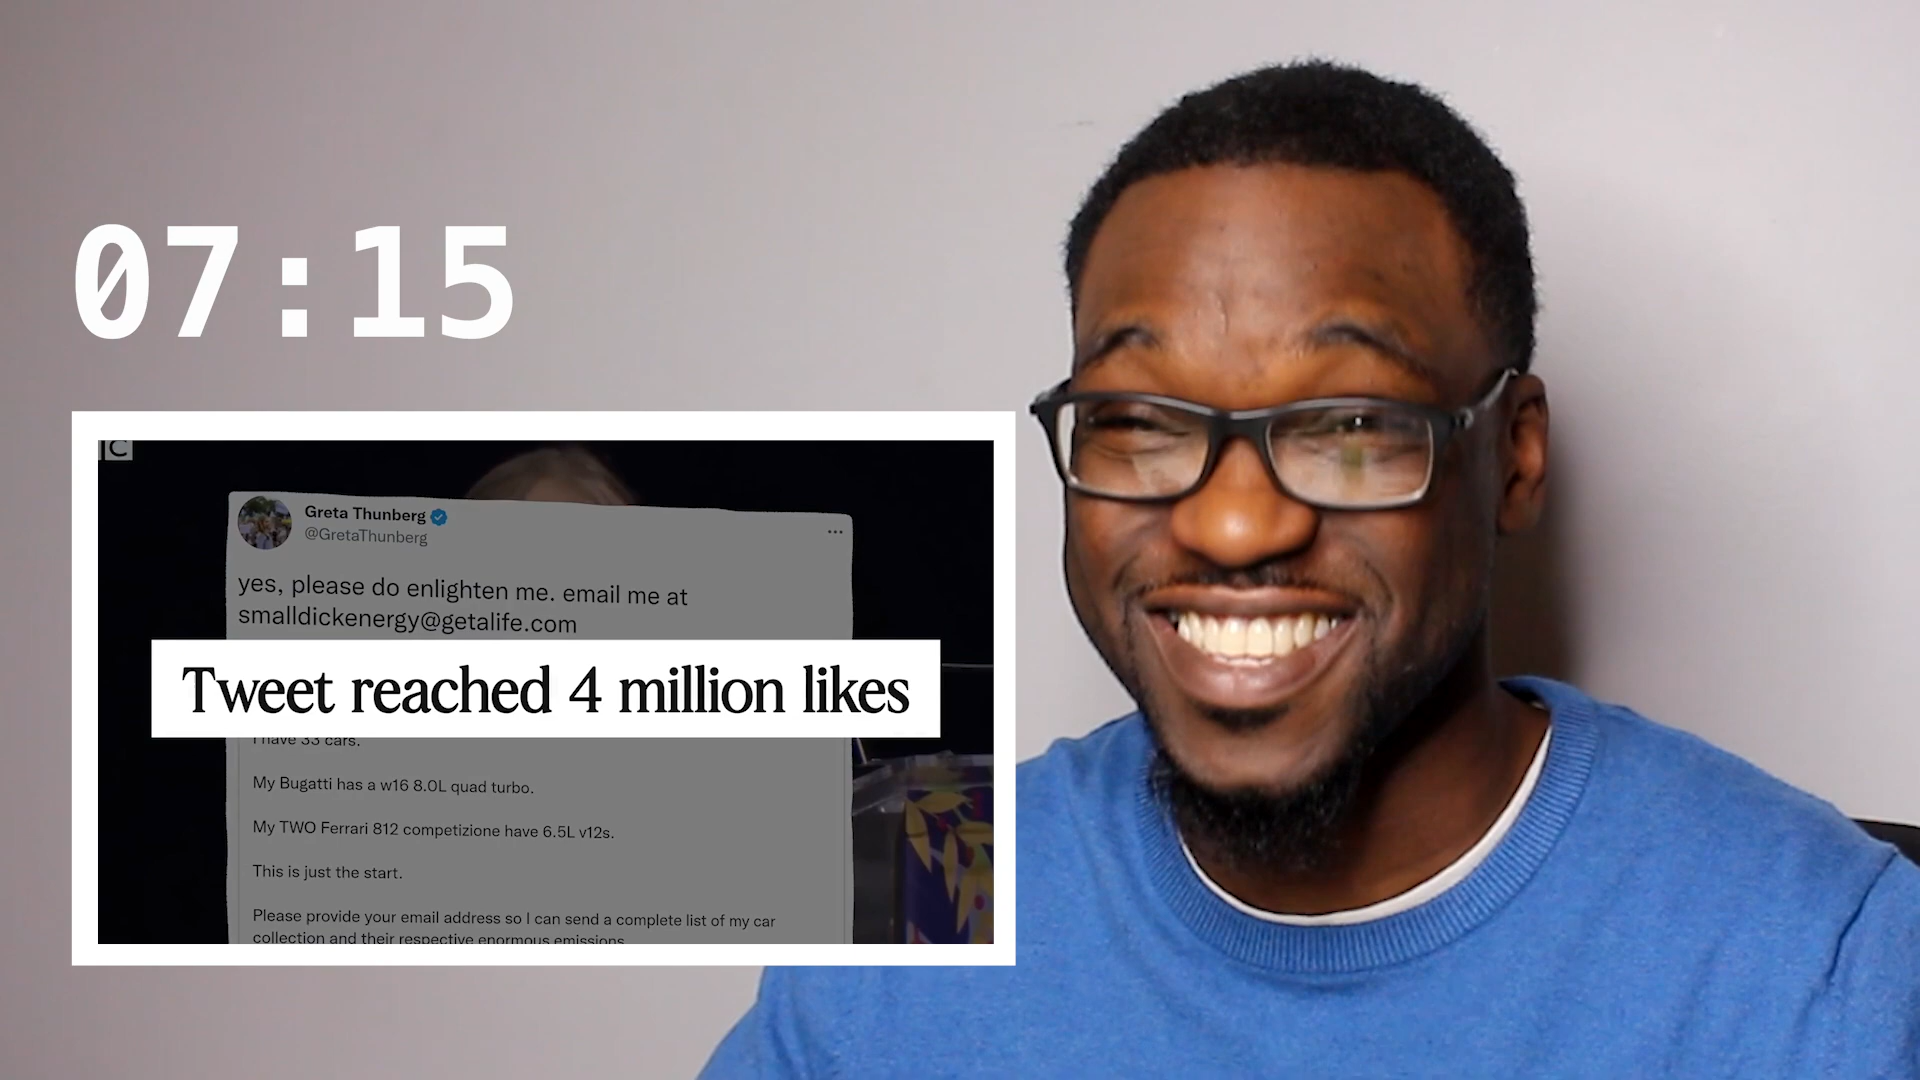 07:15
C
Greta Thunberg
@GretaThunberg
yes, please do enlighten me. email me at
smalldickenergy@getalife.com
Tweet reached 4 million likes
I have 33 cars.
My Bugatti has a w16 8.0L quad turbo.
My TWO Ferrari 812 competizione have 6.5L v12s.
This is just the start.
Please provide your email address so I can send a complete list of my car
collection and their respective enormous emissions